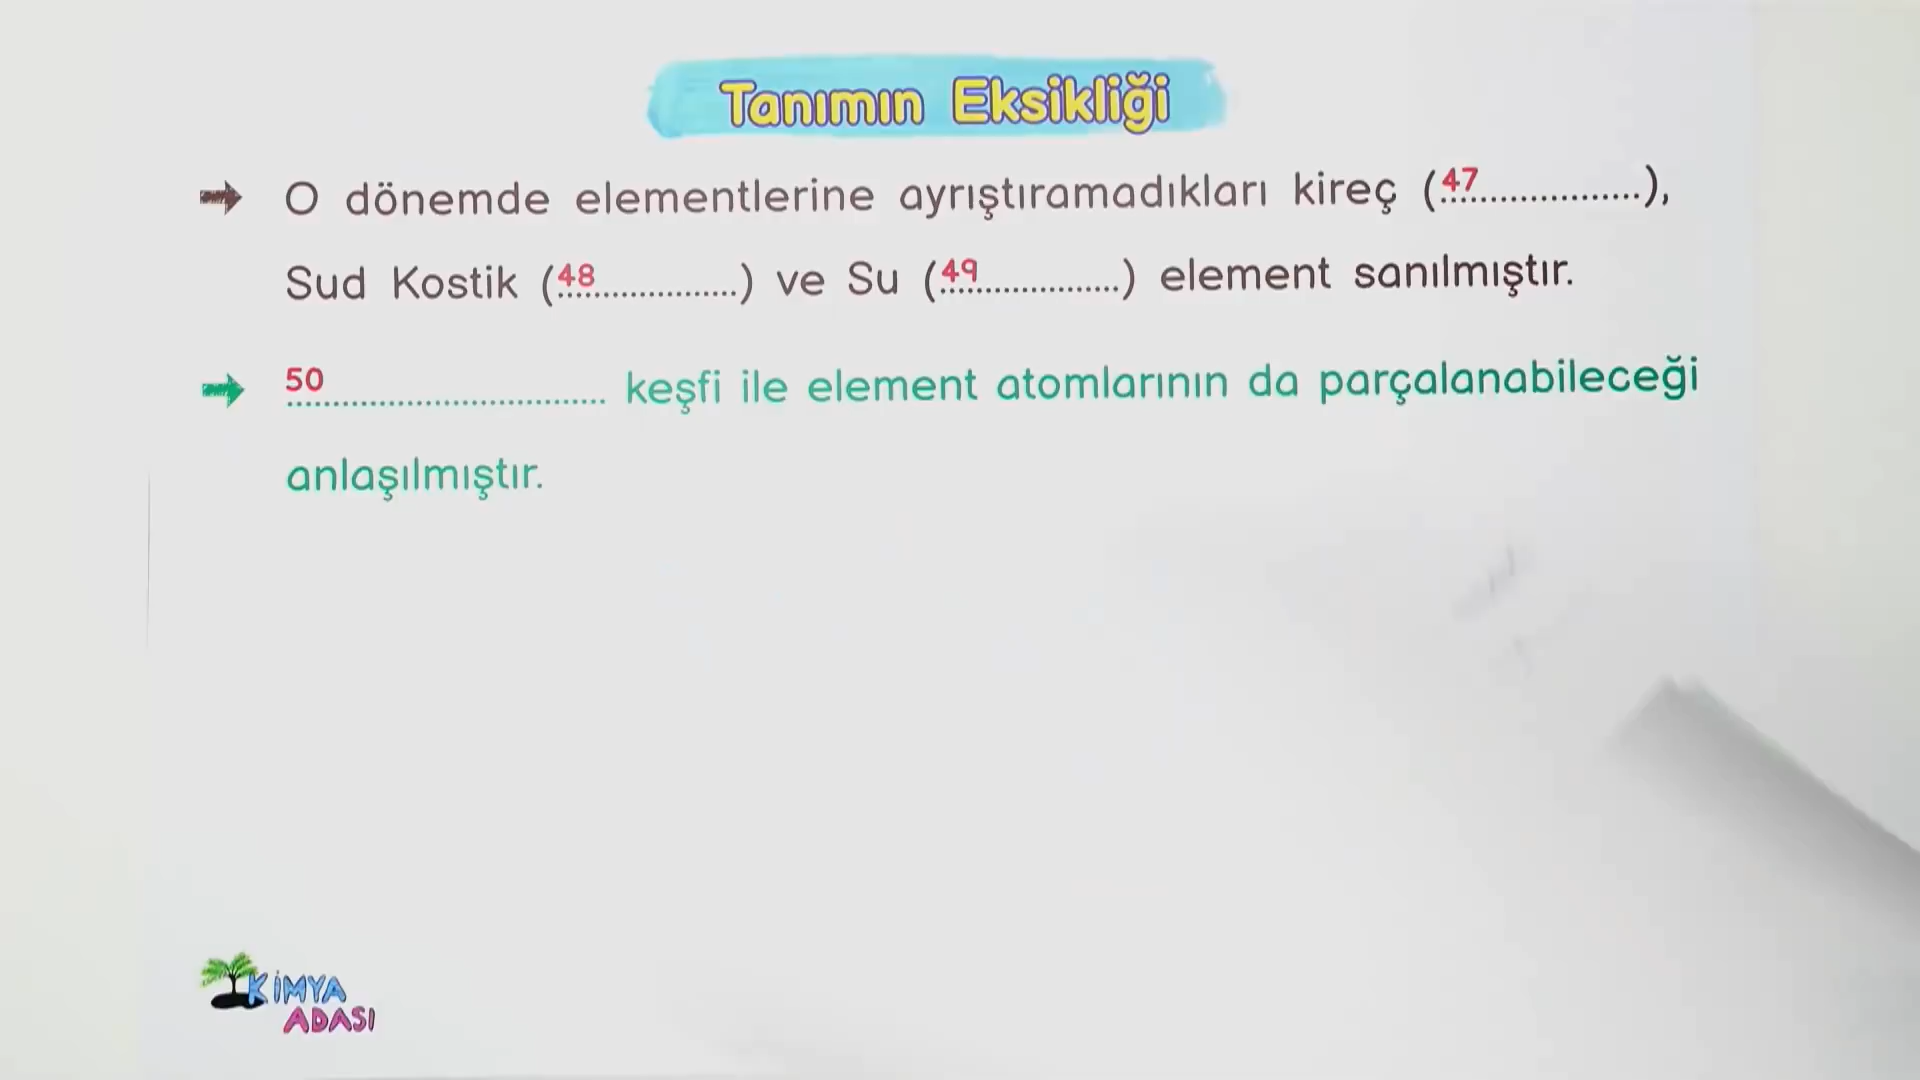 Tanımın Eksikliği
O dönemde elementlerine ayrıştıramadıkları kireç (47....................),
Sud Kostik (48..................) ve Su (49..................) element sanılmıştır.
50................................ keşfi ile element atomlarının da parçalanabileceği
anlaşılmıştır.
KİMYA
ADASI